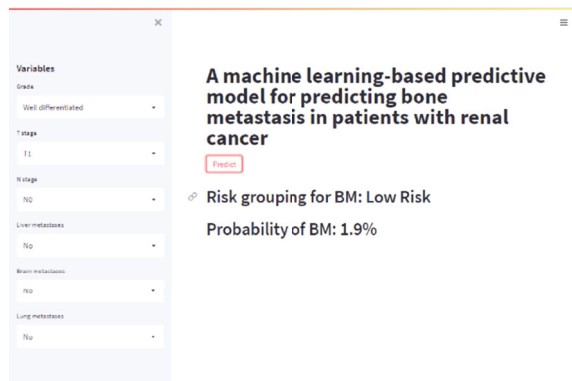 Variables
Grade
Well differentiated
T stage
T1
N stage
N0
Liver metastases
No
Brain metastases
No
Lung metastases
No
A machine learning-based predictive
model for predicting bone
metastasis in patients with renal
cancer
Predict
Risk grouping for BM: Low Risk
Probability of BM: 1.9%